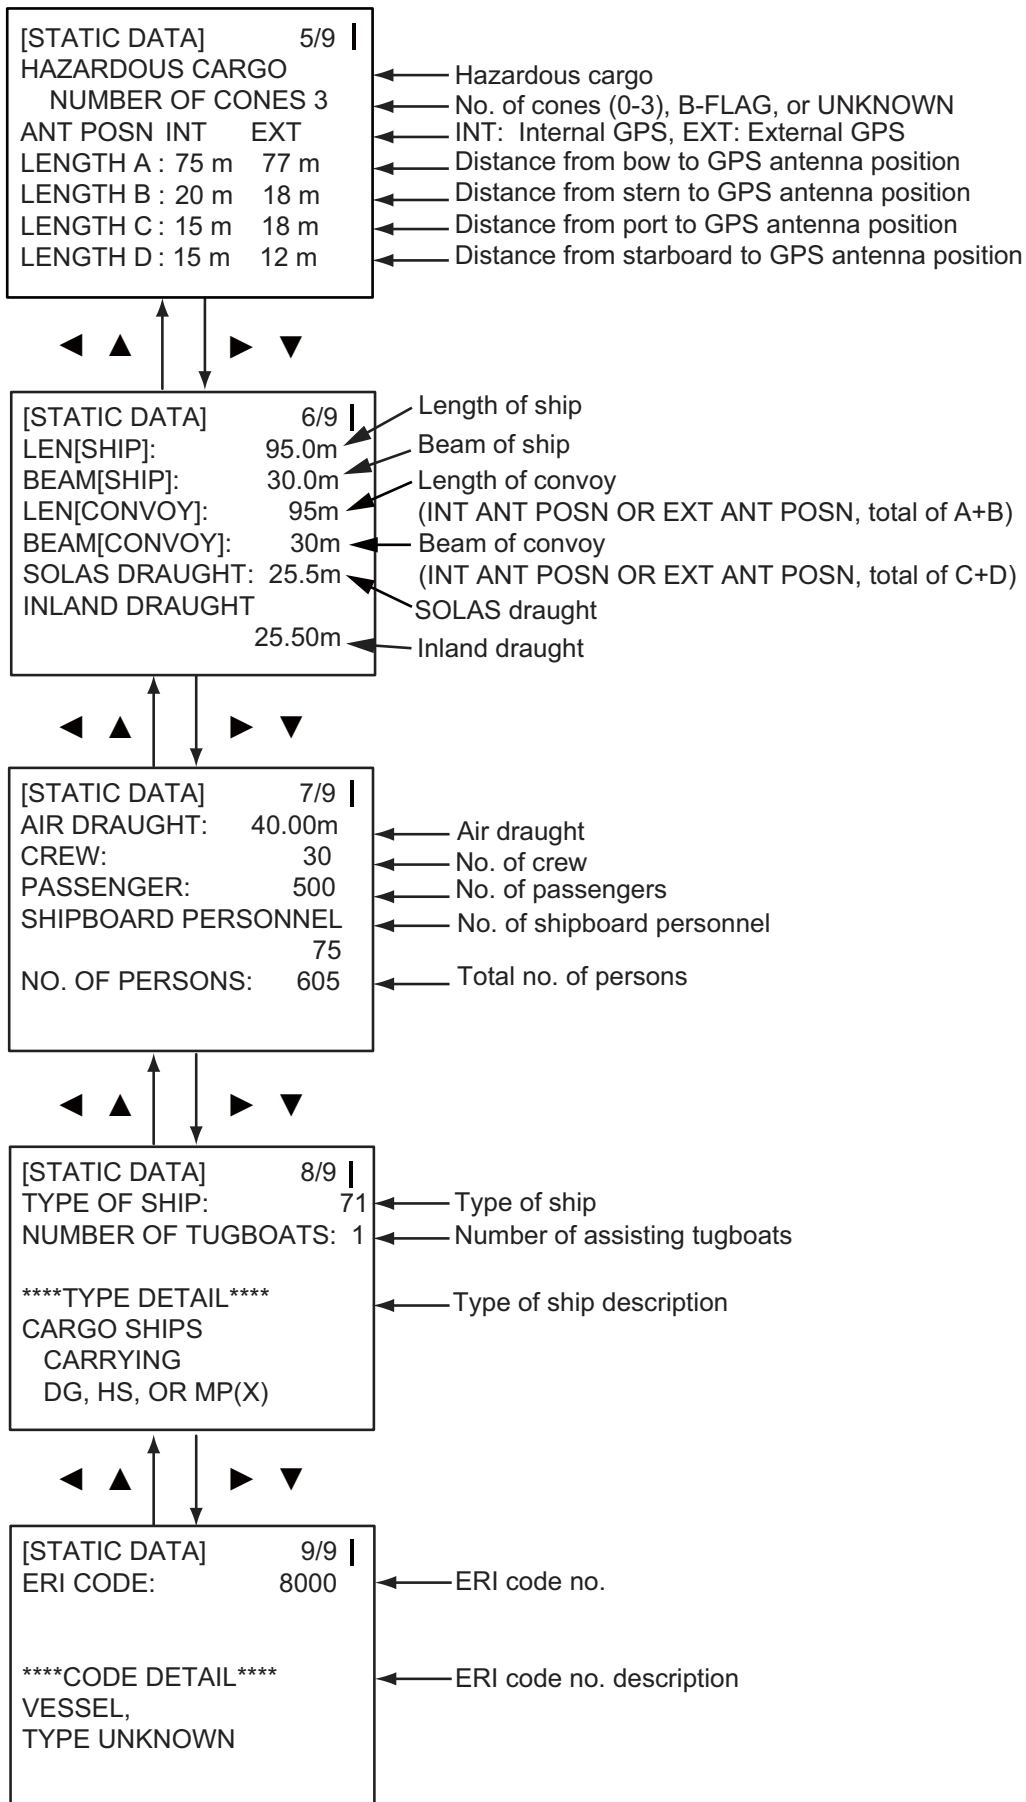 [STATIC DATA] 5/9
HAZARDOUS CARGO
NUMBER OF CONES 3
ANT POSN INT EXT
LENGTH A : 75 m 77 m
LENGTH B : 20 m 18 m
LENGTH C : 15 m 18 m
LENGTH D : 15 m 12 m
Hazardous cargo
No. of cones (0-3), B-FLAG, or UNKNOWN
INT: Internal GPS, EXT: External GPS
Distance from bow to GPS antenna position
Distance from stern to GPS antenna position
Distance from port to GPS antenna position
Distance from starboard to GPS antenna position
[STATIC DATA] 6/9
LEN[SHIP]: 95.0m
BEAM[SHIP]: 30.0m
LEN[CONVOY]: 95m
BEAM[CONVOY]: 30m
SOLAS DRAUGHT: 25.5m
INLAND DRAUGHT
25.50m
Length of ship
Beam of ship
Length of convoy
(INT ANT POSN OR EXT ANT POSN, total of A+B)
Beam of convoy
(INT ANT POSN OR EXT ANT POSN, total of C+D)
SOLAS draught
Inland draught
[STATIC DATA] 7/9
AIR DRAUGHT: 40.00m
CREW: 30
PASSENGER: 500
SHIPBOARD PERSONNEL
75
NO. OF PERSONS: 605
Air draught
No. of crew
No. of passengers
No. of shipboard personnel
Total no. of persons
[STATIC DATA] 8/9
TYPE OF SHIP: 71
NUMBER OF TUGBOATS: 1
****TYPE DETAIL****
CARGO SHIPS
CARRYING
DG, HS, OR MP(X)
Type of ship
Number of assisting tugboats
Type of ship description
[STATIC DATA] 9/9
ERI CODE: 8000
****CODE DETAIL****
VESSEL,
TYPE UNKNOWN
ERI code no.
ERI code no. description